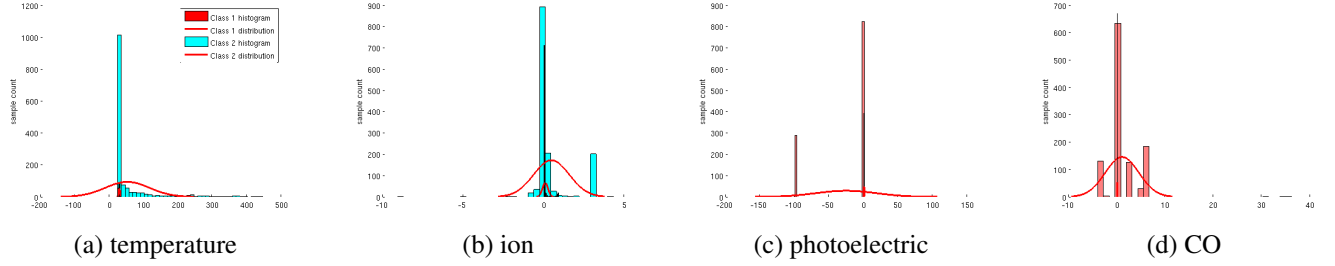 1200
1000
800
600
400
200
0
sample count
-200 -100 0 100 200 300 400 500
Class 1 histogram
Class 1 distribution
Class 2 histogram
Class 2 distribution
(a) temperature
900
800
700
600
500
400
300
200
100
0
sample count
-10 -5 0 5
(b) ion
900
800
700
600
500
400
300
200
100
0
sample count
-150 -100 -50 0 50 100 150
(c) photoelectric
700
600
500
400
300
200
100
0
sample count
-10 0 10 20 30 40
(d) CO